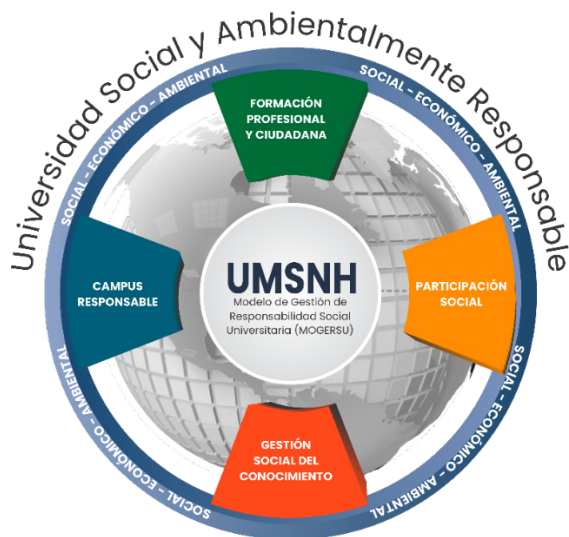 Universidad Social y Ambientalmente Responsable
SOCIAL - ECONÓMICO - AMBIENTAL
SOCIAL - ECONÓMICO - AMBIENTAL
FORMACIÓN
PROFESIONAL
Y CIUDADANA
CAMPUS
RESPONSABLE
UMSNH
Modelo de Gestión de
Responsabilidad Social
Universitaria (MOGERSU)
PARTICIPACIÓN
SOCIAL
GESTIÓN
SOCIAL DEL
CONOCIMIENTO
SOCIAL - ECONÓMICO - AMBIENTAL
SOCIAL - ECONÓMICO - AMBIENTAL